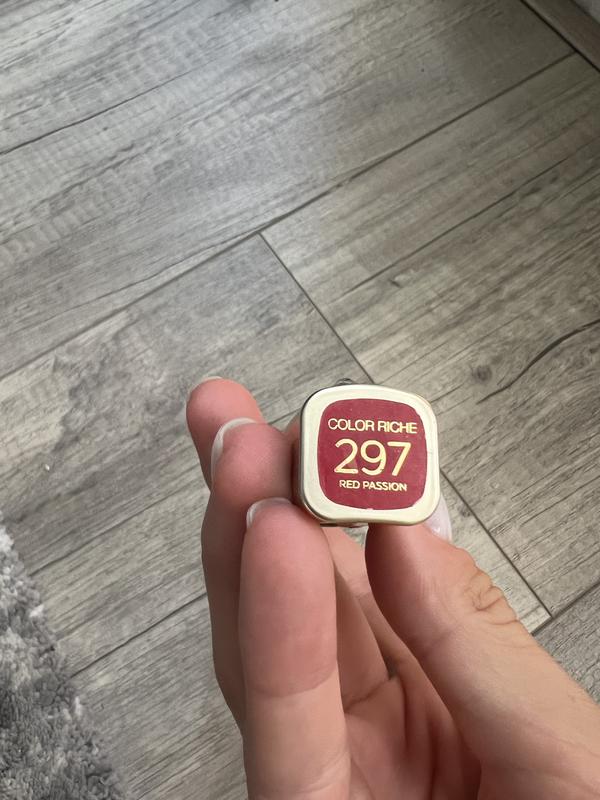 COLOR RICHE
297
RED PASSION